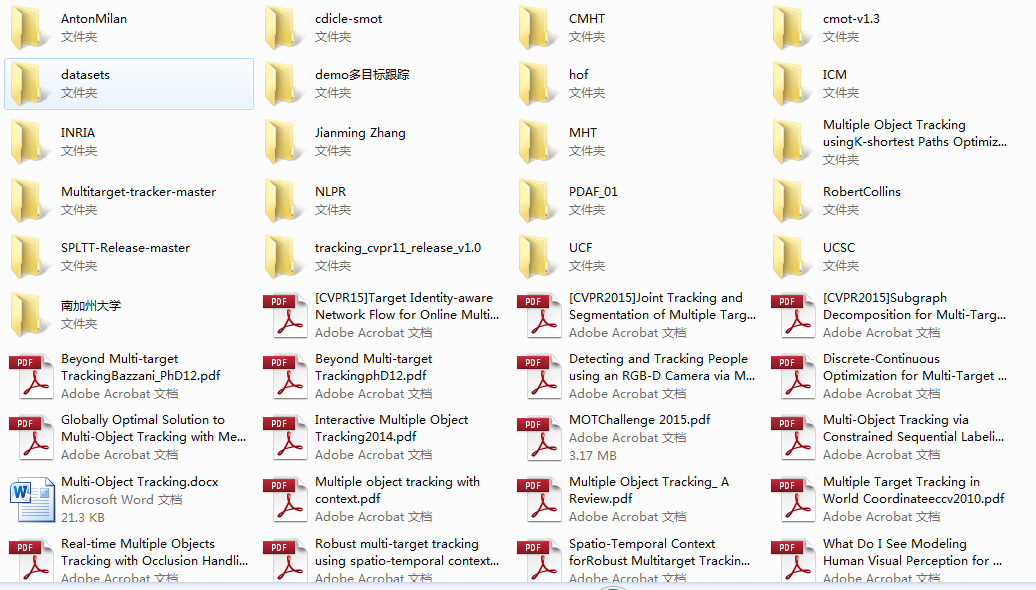 AntonMilan
文件夹
cdicle-smot
文件夹
CMHT
文件夹
cmot-v1.3
文件夹
datasets
文件夹
demo多目标跟踪
文件夹
hof
文件夹
ICM
文件夹
INRIA
文件夹
Jianming Zhang
文件夹
MHT
文件夹
Multiple Object Tracking
usingK-shortest Paths Optimiz...
文件夹
Multitarget-tracker-master
文件夹
NLPR
文件夹
PDAF_01
文件夹
RobertCollins
文件夹
SPLTT-Release-master
文件夹
tracking_cvpr11_release_v1.0
文件夹
UCF
文件夹
UCSC
文件夹
南加州大学
文件夹
PDF
[CVPR15]Target Identity-aware
Network Flow for Online Multi...
Adobe Acrobat 文档
PDF
[CVPR2015]Joint Tracking and
Segmentation of Multiple Targ...
Adobe Acrobat 文档
PDF
[CVPR2015]Subgraph
Decomposition for Multi-Targ...
Adobe Acrobat 文档
PDF
Beyond Multi-target
TrackingBazzani_PhD12.pdf
Adobe Acrobat 文档
PDF
Beyond Multi-target
TrackingphD12.pdf
Adobe Acrobat 文档
PDF
Detecting and Tracking People
using an RGB-D Camera via M...
Adobe Acrobat 文档
PDF
Discrete-Continuous
Optimization for Multi-Target ...
Adobe Acrobat 文档
PDF
Globally Optimal Solution to
Multi-Object Tracking with Me...
Adobe Acrobat 文档
PDF
Interactive Multiple Object
Tracking2014.pdf
Adobe Acrobat 文档
PDF
MOTChallenge 2015.pdf
Adobe Acrobat 文档
3.17 MB
PDF
Multi-Object Tracking via
Constrained Sequential Labeli...
Adobe Acrobat 文档
W
Multi-Object Tracking.docx
Microsoft Word 文档
21.3 KB
PDF
Multiple object tracking with
context.pdf
Adobe Acrobat 文档
PDF
Multiple Object Tracking_ A
Review.pdf
Adobe Acrobat 文档
PDF
Multiple Target Tracking in
World Coordinateeccv2010.pdf
Adobe Acrobat 文档
PDF
Real-time Multiple Objects
Tracking with Occlusion Handli...
Adobe Acrobat 文档
PDF
Robust multi-target tracking
using spatio-temporal context...
Adobe Acrobat 文档
PDF
Spatio-Temporal Context
forRobust Multitarget Trackin...
Adobe Acrobat 文档
PDF
What Do I See Modeling
Human Visual Perception for ...
Adobe Acrobat 文档